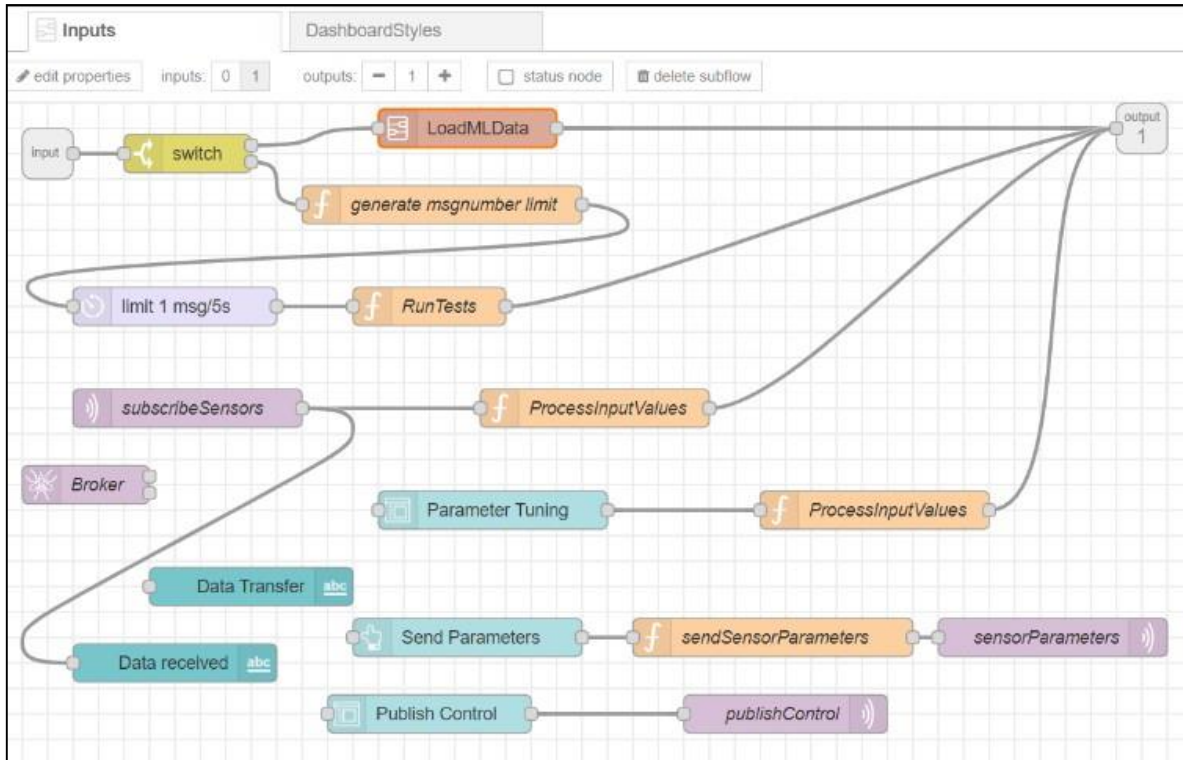 Inputs
DashboardStyles
edit properties
inputs: 0 1
outputs: − 1 +
status node
delete subflow
input
switch
LoadMLData
output
1
generate msgnumber limit
limit 1 msg/5s
RunTests
subscribeSensors
ProcessInputValues
Broker
Parameter Tuning
ProcessInputValues
Data Transfer
abc
Send Parameters
sendSensorParameters
sensorParameters
Data received
abc
Publish Control
publishControl